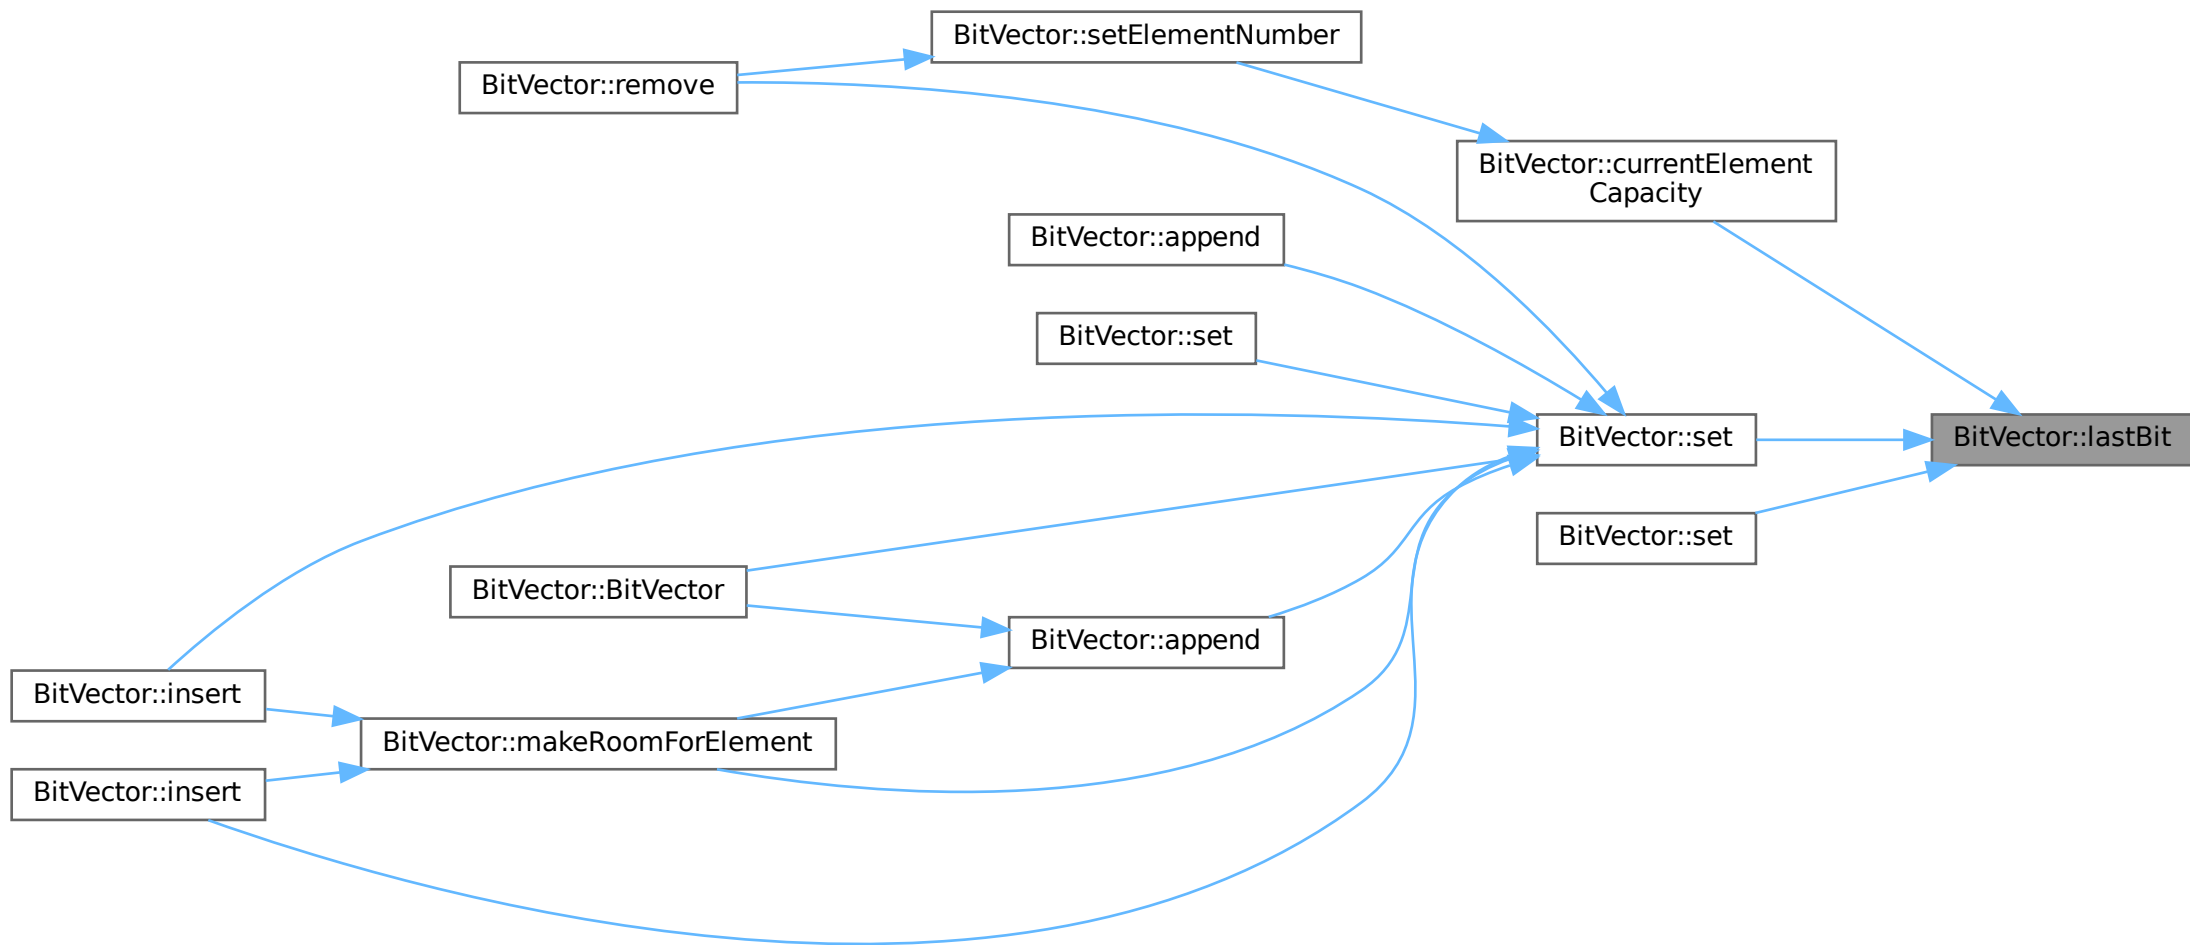 BitVector::setElementNumber
BitVector::remove
BitVector::currentElement
Capacity
BitVector::append
BitVector::set
BitVector::set
BitVector::lastBit
BitVector::set
BitVector::BitVector
BitVector::append
BitVector::insert
BitVector::makeRoomForElement
BitVector::insert